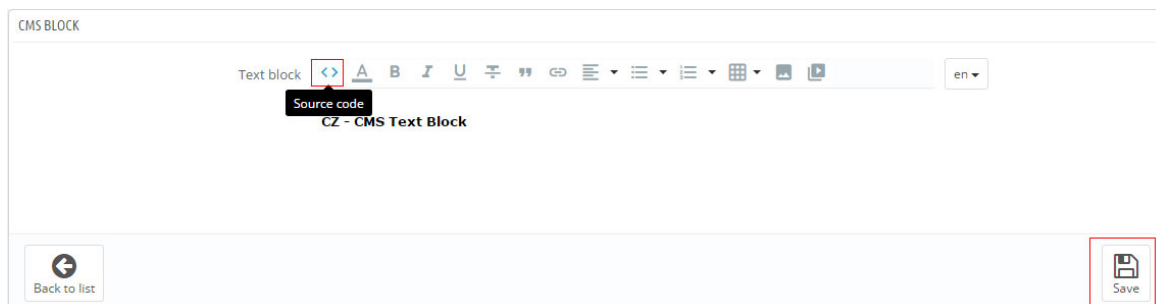 CMS BLOCK
Text block
A B I U
en
Source code
CZ - CMS Text Block
Back to list
Save